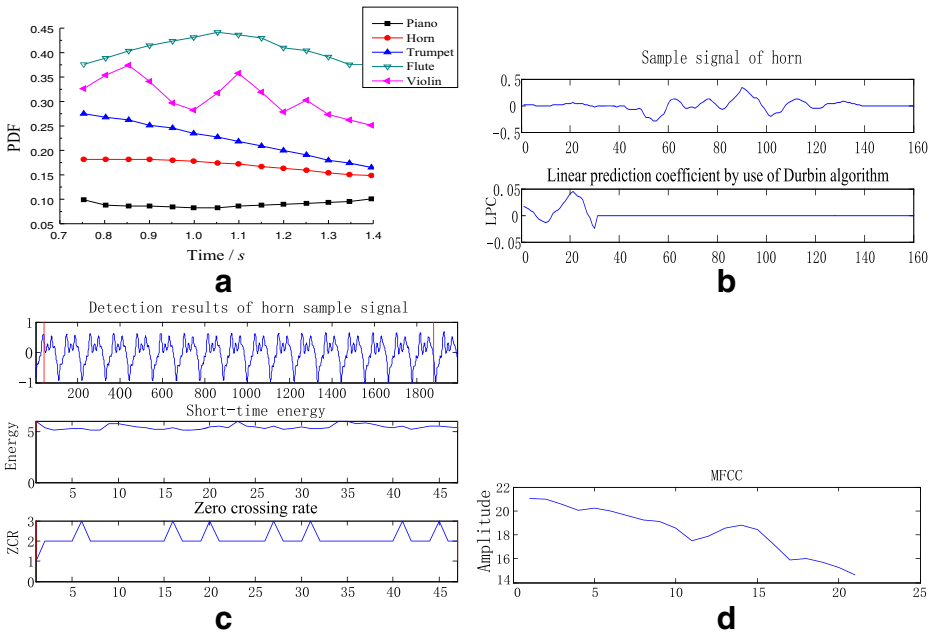 Piano
Horn
Trumpet
Flute
Violin
0.45
0.40
0.35
0.30
0.25
0.20
0.15
0.10
0.05
PDF
0.7 0.8 0.9 1.0 1.1 1.2 1.3 1.4
Time / s
a
Sample signal of horn
0.5
0
-0.5
0 20 40 60 80 100 120 140 160
Linear prediction coefficient by use of Durbin algorithm
0.05
0
-0.05
LPC
0 20 40 60 80 100 120 140 160
b
Detection results of horn sample signal
1
0
-1
200 400 600 800 1000 1200 1400 1600 1800
Short-time energy
5
0
Energy
5 10 15 20 25 30 35 40 45
Zero crossing rate
3
2
1
0
ZCR
5 10 15 20 25 30 35 40 45
c
MFCC
22
20
18
16
14
Amplitude
0 5 10 15 20 25
d